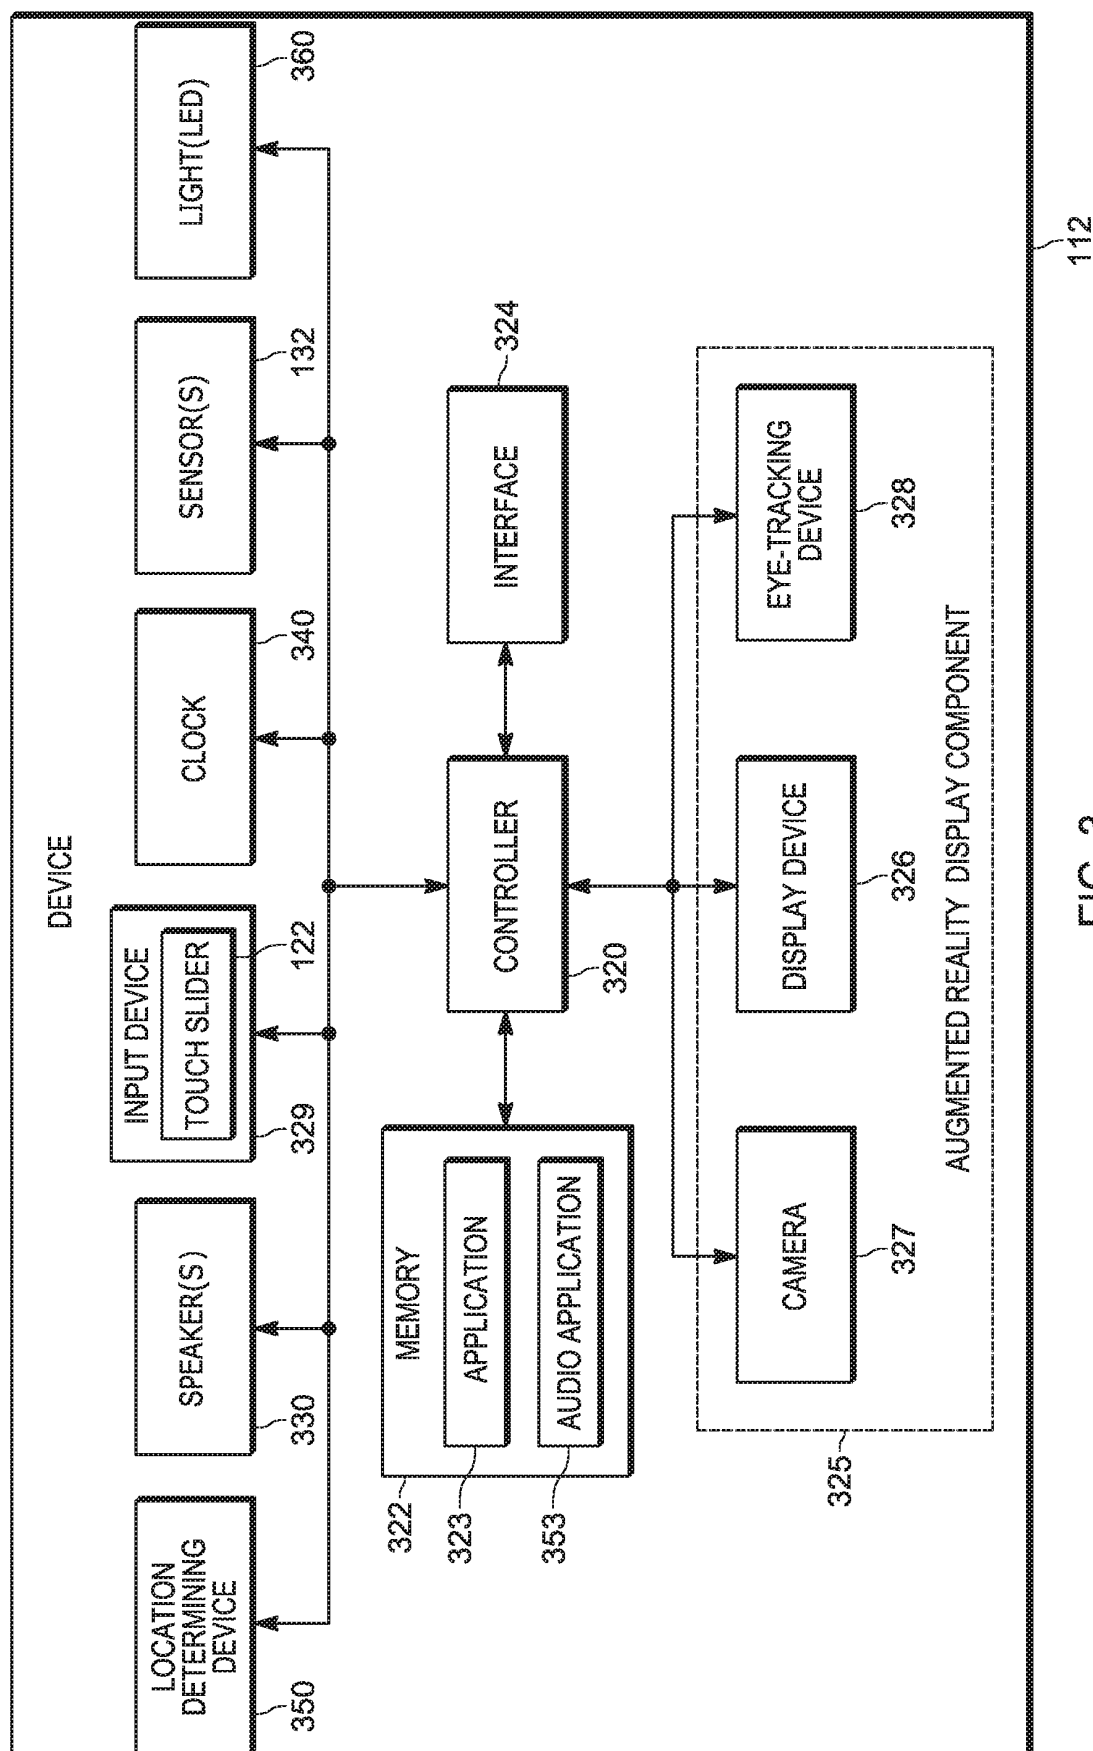 DEVICE
LOCATION
DETERMINING
DEVICE
350
SPEAKER(S)
330
INPUT DEVICE
TOUCH SLIDER
329
122
CLOCK
340
SENSOR(S)
132
LIGHT(LED)
360
MEMORY
APPLICATION
AUDIO APPLICATION
322
323
353
CONTROLLER
320
INTERFACE
324
CAMERA
327
DISPLAY DEVICE
326
EYE-TRACKING
DEVICE
328
AUGMENTED REALITY DISPLAY COMPONENT
325
112
FIG. 3